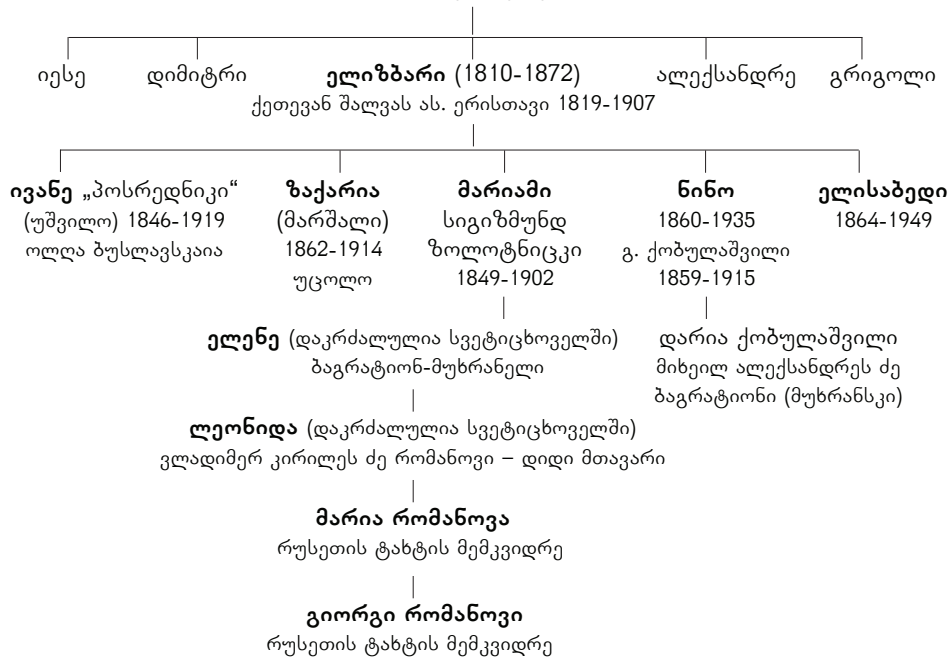 იესე დიმიტრი ელიზბარი (1810-1872) ალექსანდრე გრიგოლი
ქეთევან შალვას ას. ერისთავი 1819-1907
ივანე „პოსრედნიკი“ ზაქარია მარიამი ნინო ელისაბედი
(უშვილო) 1846-1919 (მარშალი) სიგიზმუნდ 1860-1935 1864-1949
ოლღა ბუსლავსკაია 1862-1914 ზოლოტნიცკი გ. ქობულაშვილი
უცოლო 1849-1902 1859-1915
ელენე (დაკრძალულია სვეტიცხოველში) დარია ქობულაშვილი
ბაგრატიონ-მუხრანელი მიხეილ ალექსანდრეს ძე
ბაგრატიონი (მუხრანსკი)
ლეონიდა (დაკრძალულია სვეტიცხოველში)
ვლადიმერ კირილეს ძე რომანოვი – დიდი მთავარი
მარია რომანოვა
რუსეთის ტახტის მემკვიდრე
გიორგი რომანოვი
რუსეთის ტახტის მემკვიდრე